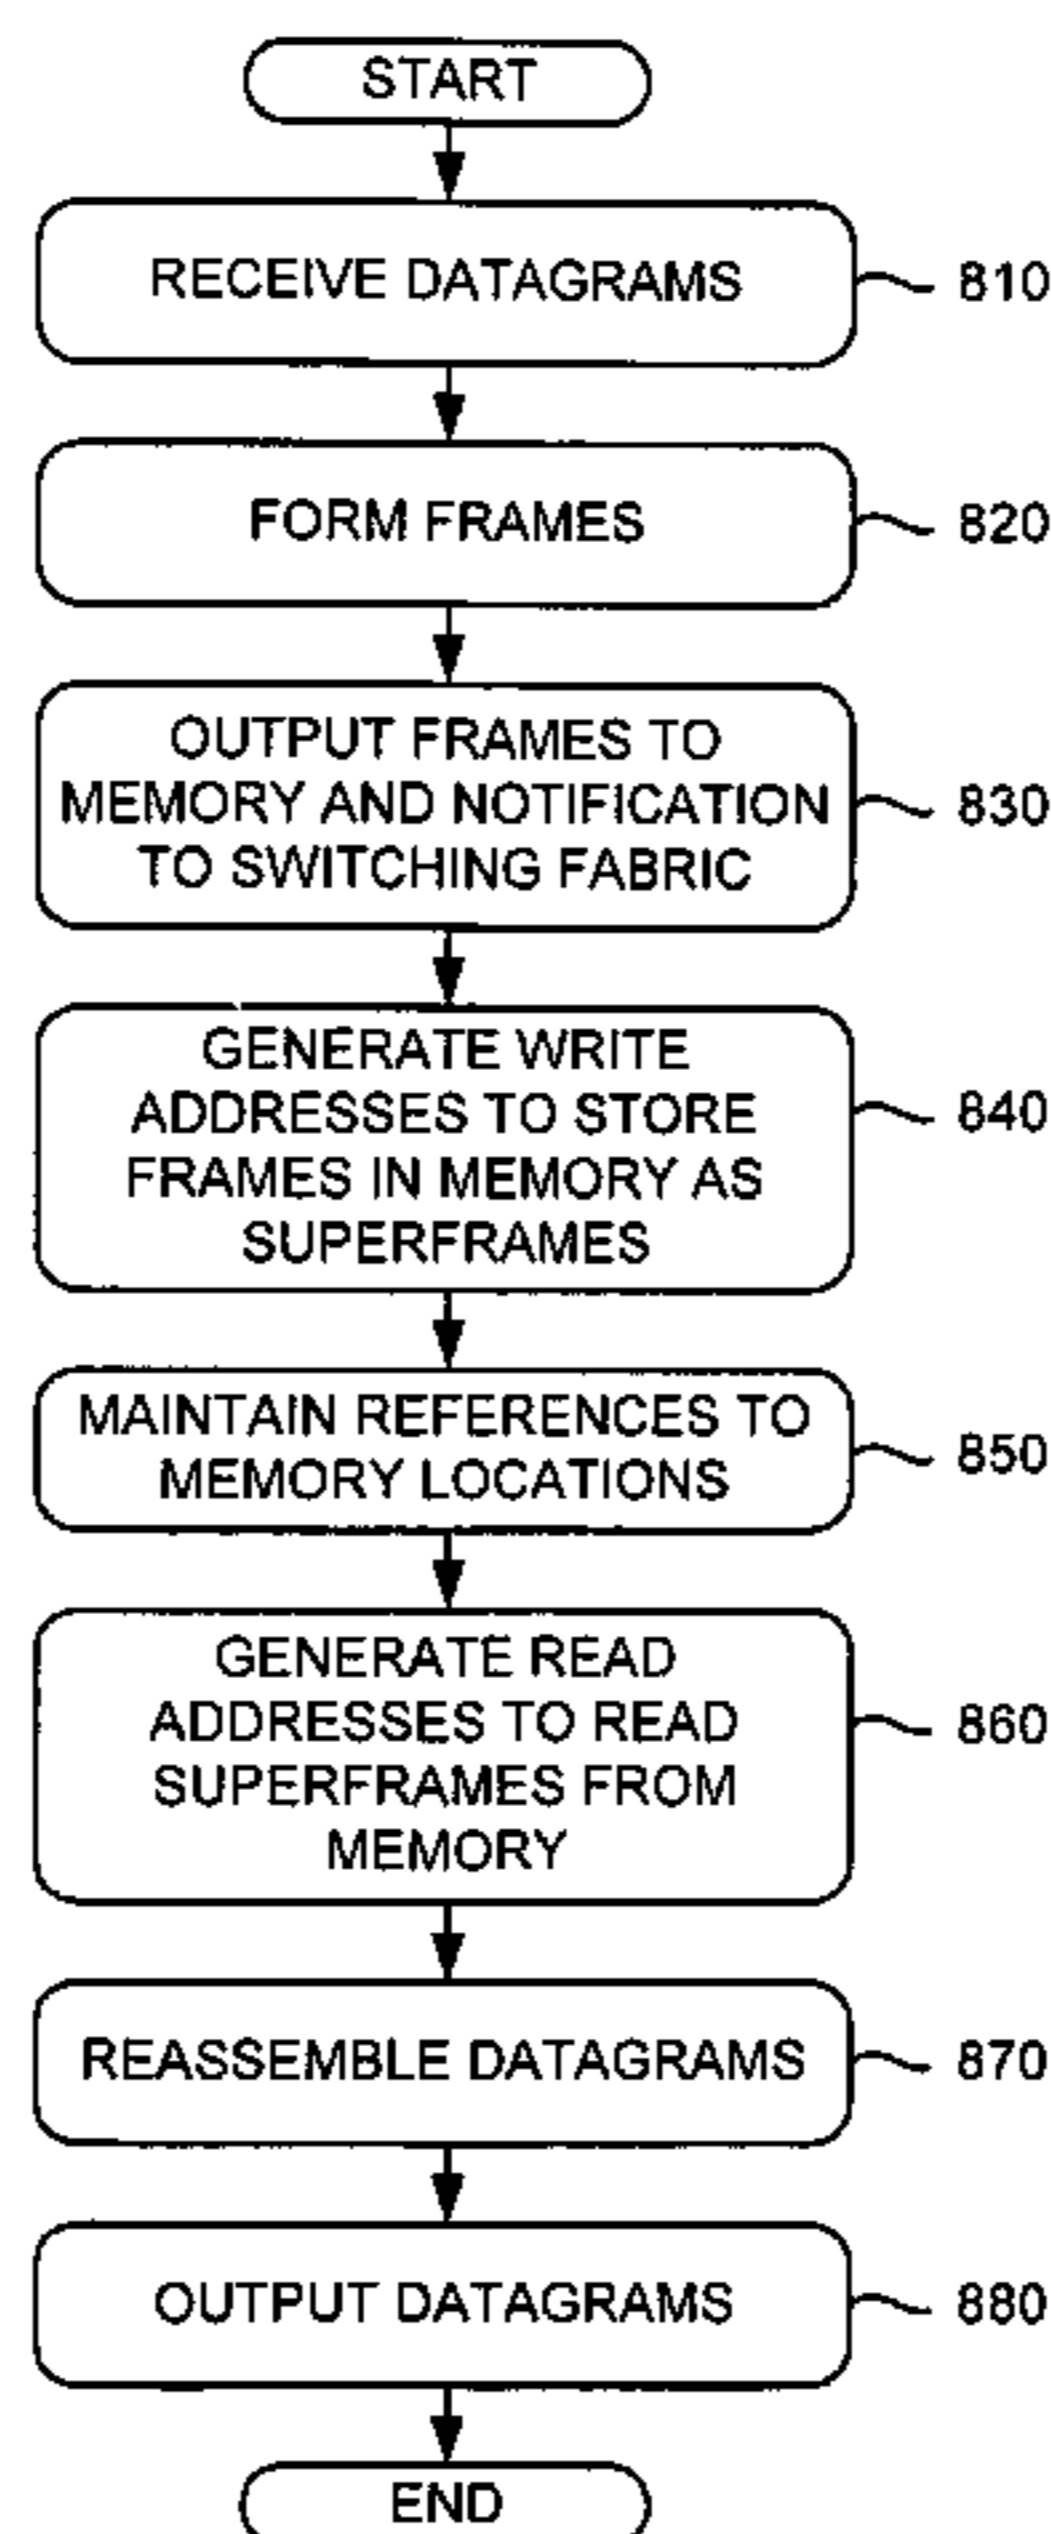 START
RECEIVE DATAGRAMS
810
FORM FRAMES
820
OUTPUT FRAMES TO
MEMORY AND NOTIFICATION
TO SWITCHING FABRIC
830
GENERATE WRITE
ADDRESSES TO STORE
FRAMES IN MEMORY AS
SUPERFRAMES
840
MAINTAIN REFERENCES TO
MEMORY LOCATIONS
850
GENERATE READ
ADDRESSES TO READ
SUPERFRAMES FROM
MEMORY
860
REASSEMBLE DATAGRAMS
870
OUTPUT DATAGRAMS
880
END